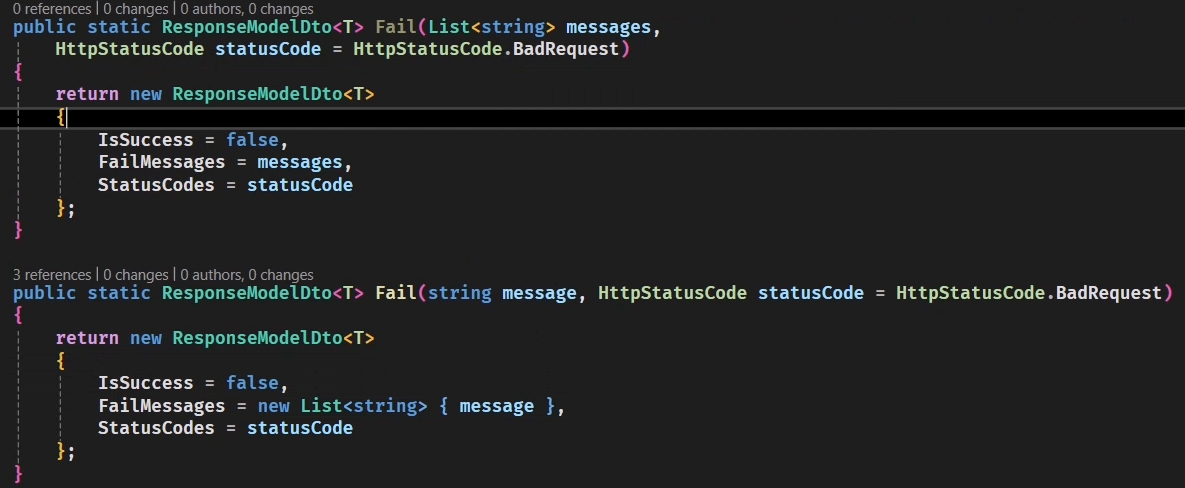 0 references | 0 changes | 0 authors, 0 changes
public static ResponseModelDto<T> Fail(List<string> messages,
    HttpStatusCode statusCode = HttpStatusCode.BadRequest)
{
    return new ResponseModelDto<T>
    {
        IsSuccess = false,
        FailMessages = messages,
        StatusCodes = statusCode
    };
}
3 references | 0 changes | 0 authors, 0 changes
public static ResponseModelDto<T> Fail(string message, HttpStatusCode statusCode = HttpStatusCode.BadRequest)
{
    return new ResponseModelDto<T>
    {
        IsSuccess = false,
        FailMessages = new List<string> { message },
        StatusCodes = statusCode
    };
}